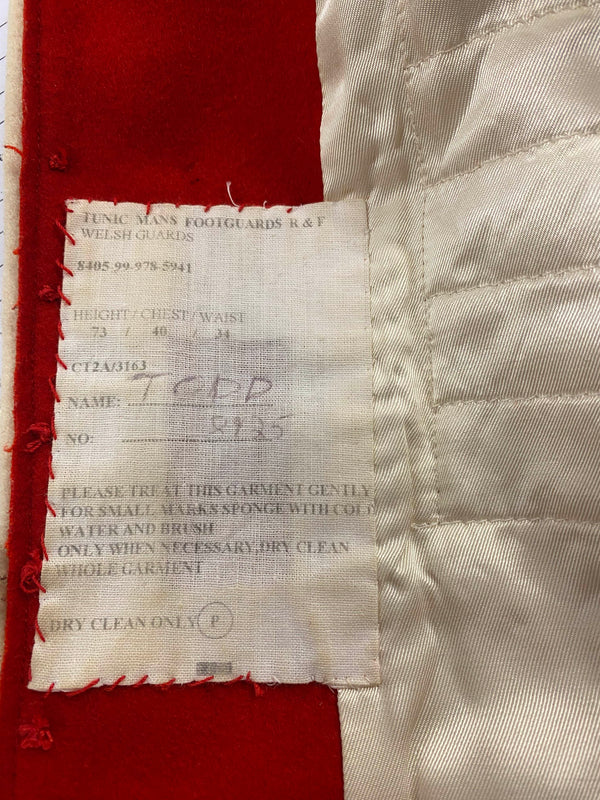 TUNIC MANS FOOTGUARDS R & F
WELSH GUARDS
8405-99-978-5941
HEIGHT/CHEST/WAIST
73 / 40 / 34
CT2A/3163
NAME: TODD
NO: 8925
PLEASE TREAT THIS GARMENT GENTLY
FOR SMALL MARKS SPONGE WITH COLD
WATER AND BRUSH
ONLY WHEN NECESSARY,DRY CLEAN
WHOLE GARMENT
DRY CLEAN ONLY P